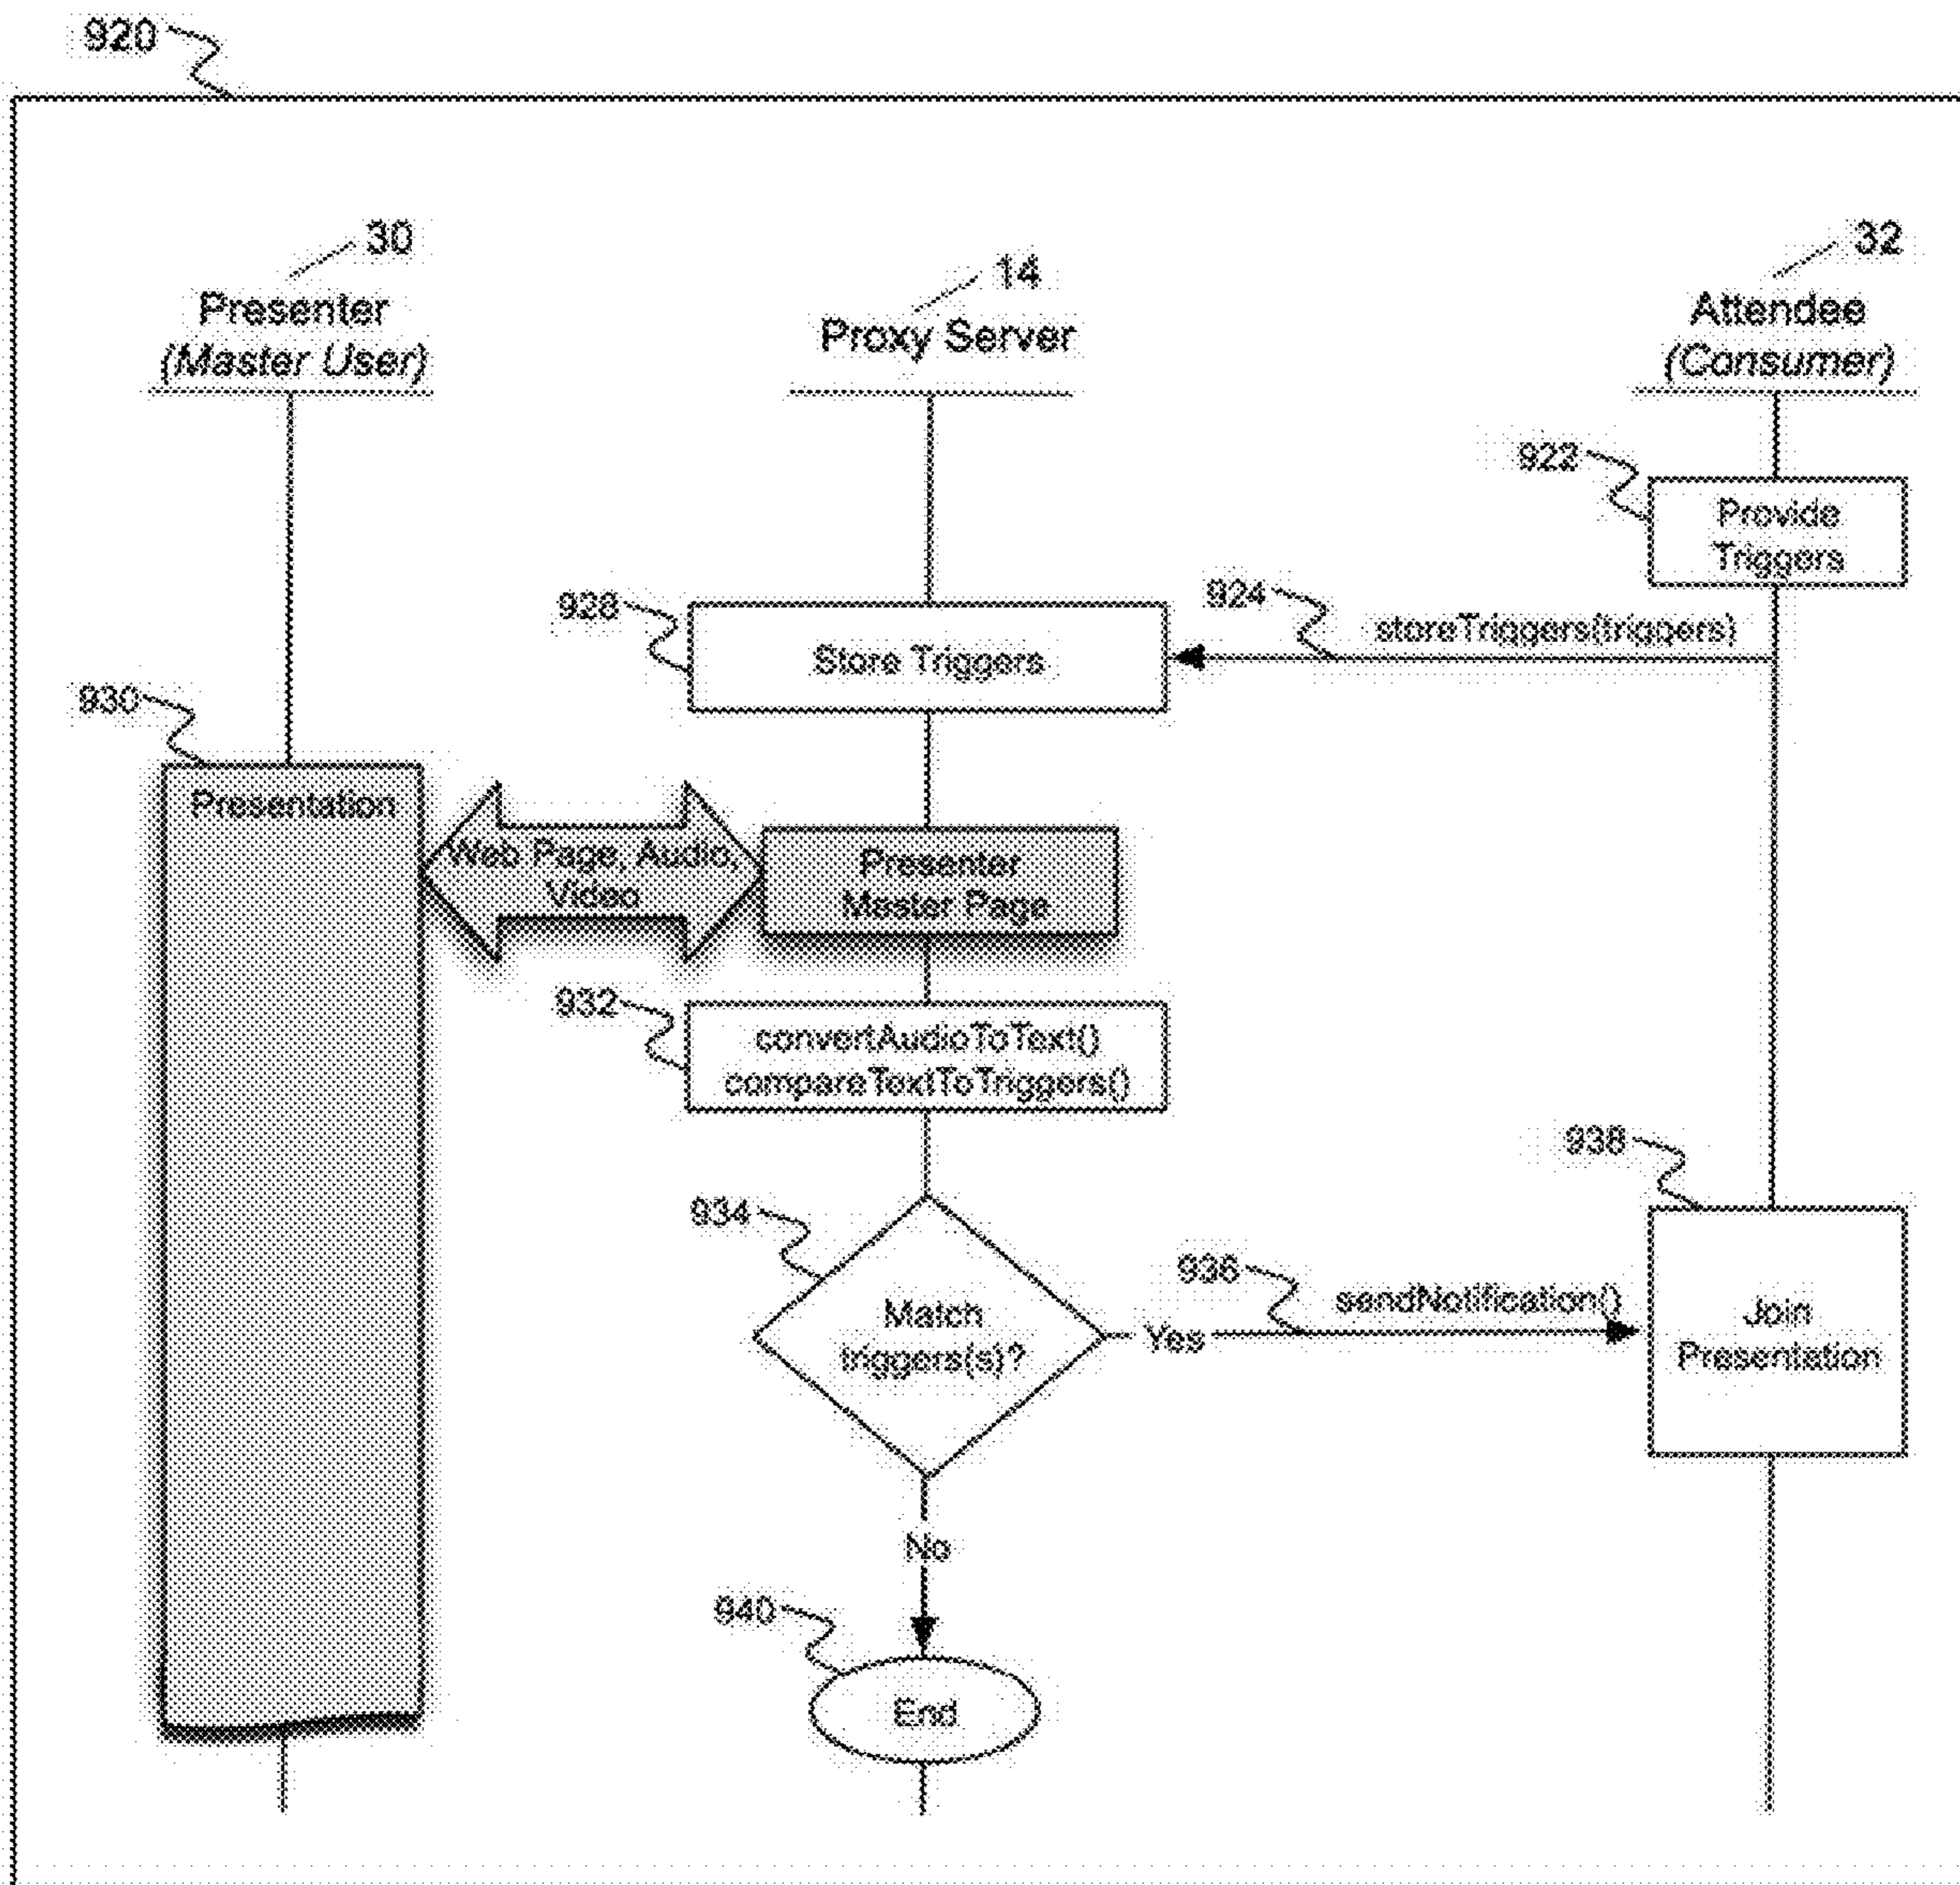 920
30
Presenter
(Master User)
14
Proxy Server
32
Attendee
(Consumer)
922
Provide
Triggers
924
storeTriggers(triggers)
928
Store Triggers
930
Presentation
Web Page, Audio,
Video
Presenter
Master Page
932
convertAudioToText()
compareTextToTriggers()
934
Match
triggers(s)?
Yes
936
sendNotification()
938
Join
Presentation
No
940
End